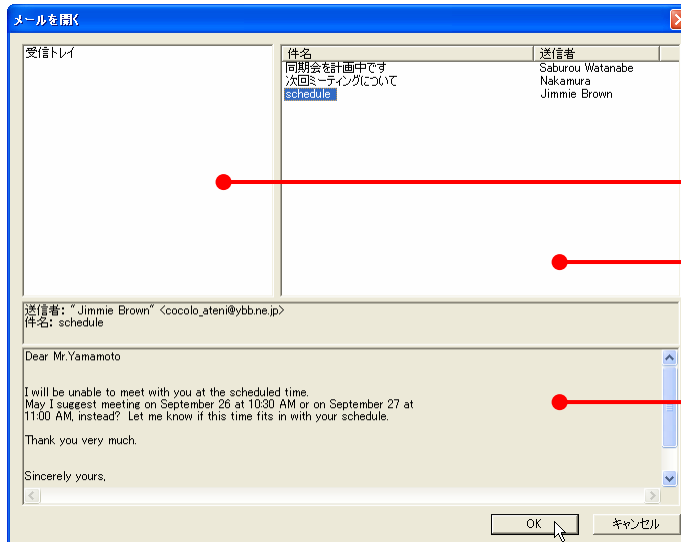 メールを開く
受信トレイ
件名 送信者
同期会を計画中です Saburou Watanabe
次回ミーティングについて Nakamura
schedule Jimmie Brown
送信者: "Jimmie Brown" <cocolo_ateni@ybb.ne.jp>
件名: schedule
Dear Mr.Yamamoto
I will be unable to meet with you at the scheduled time.
May I suggest meeting on September 26 at 10:30 AM or on September 27 at
11:00 AM, instead? Let me know if this time fits in with your schedule.
Thank you very much.
Sincerely yours,
OK キャンセル